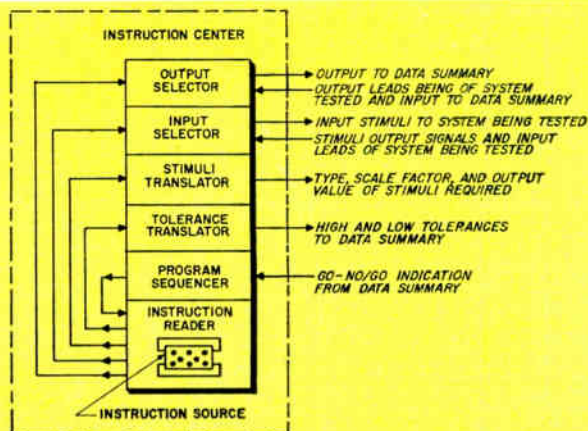 INSTRUCTION CENTER
OUTPUT
SELECTOR
OUTPUT TO DATA SUMMARY
OUTPUT LEADS BEING OF SYSTEM
TESTED AND INPUT TO DATA SUMMARY
INPUT
SELECTOR
INPUT STIMULI TO SYSTEM BEING TESTED
STIMULI OUTPUT SIGNALS AND INPUT
LEADS OF SYSTEM BEING TESTED
STIMULI
TRANSLATOR
TYPE, SCALE FACTOR, AND OUTPUT
VALUE OF STIMULI REQUIRED
TOLERANCE
TRANSLATOR
HIGH AND LOW TOLERANCES
TO DATA SUMMARY
PROGRAM
SEQUENCER
GO-NO/GO INDICATION
FROM DATA SUMMARY
INSTRUCTION
READER
INSTRUCTION SOURCE